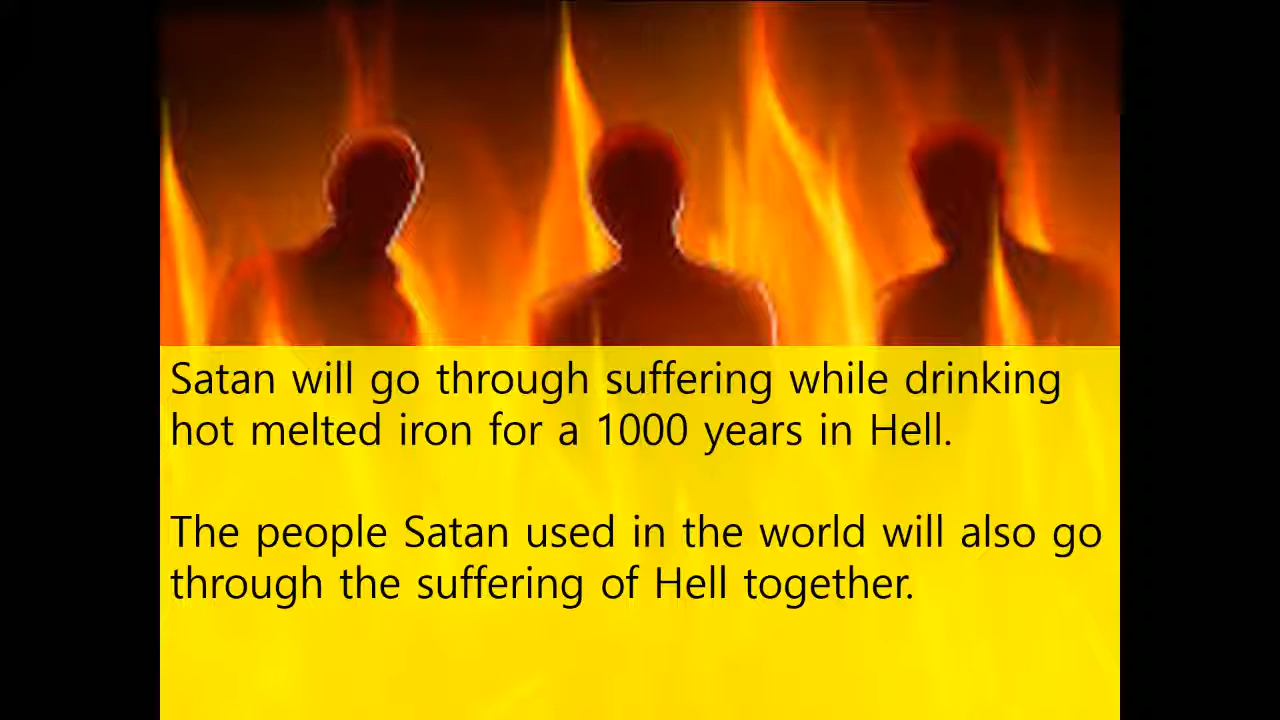 Satan will go through suffering while drinking
hot melted iron for a 1000 years in Hell.
The people Satan used in the world will also go
through the suffering of Hell together.